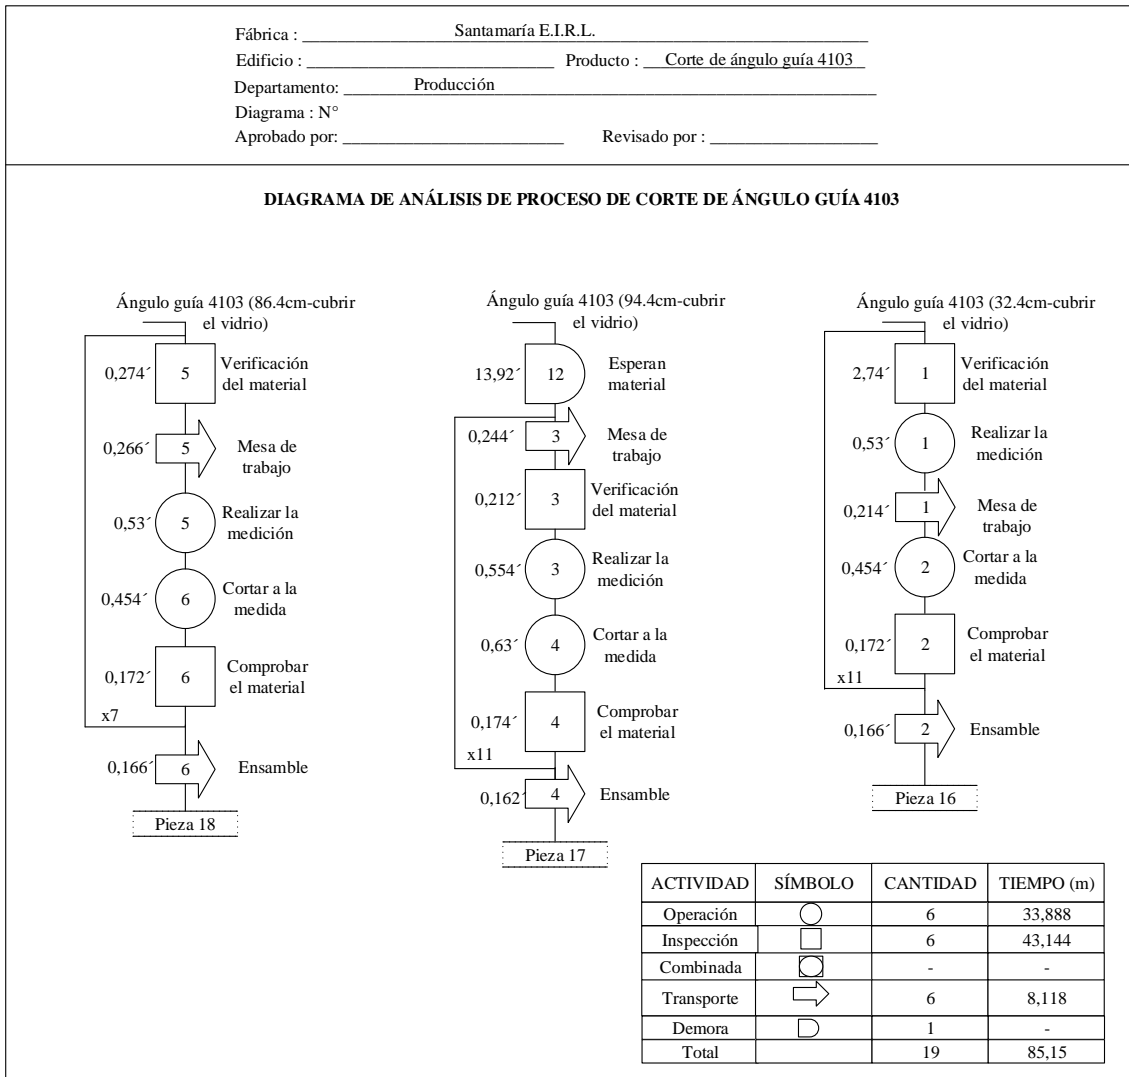 Fábrica : Santamaría E.I.R.L.
Edificio : Producto : Corte de ángulo guía 4103
Departamento: Producción
Diagrama : N°
Aprobado por: Revisado por :
DIAGRAMA DE ANÁLISIS DE PROCESO DE CORTE DE ÁNGULO GUÍA 4103
Ángulo guía 4103 (86.4cm-cubrir
el vidrio)
0,274´ 5 Verificación
del material
0,266´ 5 Mesa de
trabajo
0,53´ 5 Realizar la
medición
0,454´ 6 Cortar a la
medida
0,172´ 6 Comprobar
el material
x7
0,166´ 6 Ensamble
Pieza 18
Ángulo guía 4103 (94.4cm-cubrir
el vidrio)
13,92´ 12 Esperan
material
0,244´ 3 Mesa de
trabajo
0,212´ 3 Verificación
del material
0,554´ 3 Realizar la
medición
0,63´ 4 Cortar a la
medida
0,174´ 4 Comprobar
el material
x11
0,162´ 4 Ensamble
Pieza 17
Ángulo guía 4103 (32.4cm-cubrir
el vidrio)
2,74´ 1 Verificación
del material
0,53´ 1 Realizar la
medición
0,214´ 1 Mesa de
trabajo
0,454´ 2 Cortar a la
medida
0,172´ 2 Comprobar
el material
x11
0,166´ 2 Ensamble
Pieza 16
ACTIVIDAD SÍMBOLO CANTIDAD TIEMPO (m)
Operación 6 33,888
Inspección 6 43,144
Combinada - -
Transporte 6 8,118
Demora 1 -
Total 19 85,15